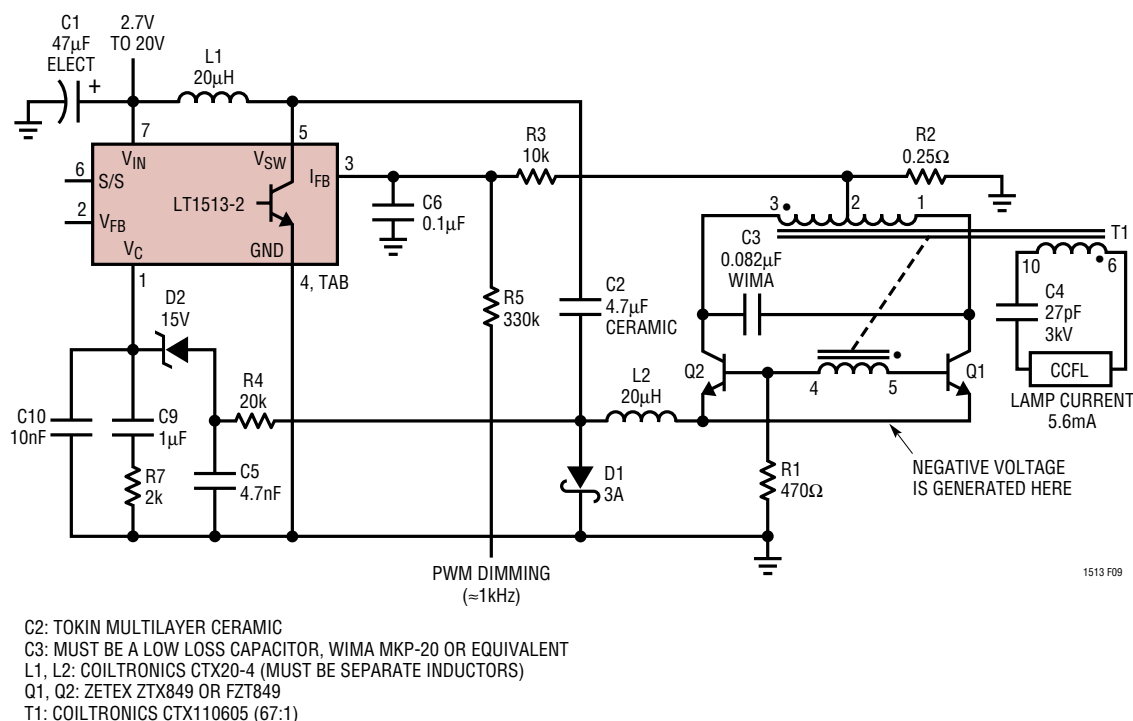 C1
47µF
ELECT
+
2.7V
TO 20V
L1
20µH
7
5
VIN
VSW
6
S/S
IFB
3
LT1513-2
2
VFB
VC
GND
1
4, TAB
C6
0.1µF
R3
10k
R2
0.25Ω
3
2
1
T1
C3
0.082µF
WIMA
10
6
C4
27pF
3kV
CCFL
LAMP CURRENT
5.6mA
D2
15V
R5
330k
C2
4.7µF
CERAMIC
Q2
4
5
Q1
R4
20k
L2
20µH
C10
10nF
C9
1µF
R7
2k
C5
4.7nF
D1
3A
R1
470Ω
NEGATIVE VOLTAGE
IS GENERATED HERE
PWM DIMMING
(≈1kHz)
1513 F09
C2: TOKIN MULTILAYER CERAMIC
C3: MUST BE A LOW LOSS CAPACITOR, WIMA MKP-20 OR EQUIVALENT
L1, L2: COILTRONICS CTX20-4 (MUST BE SEPARATE INDUCTORS)
Q1, Q2: ZETEX ZTX849 OR FZT849
T1: COILTRONICS CTX110605 (67:1)